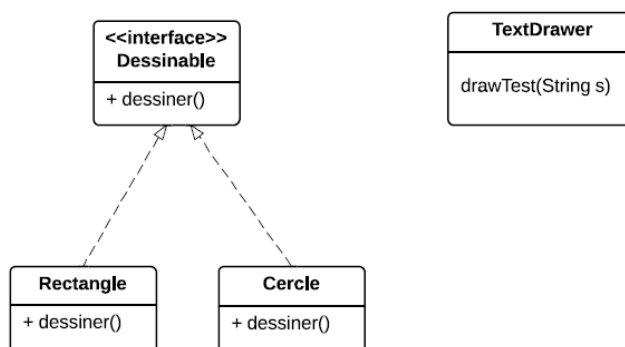 <<interface>>
Dessinable
+ dessiner()
TextDrawer
drawTest(String s)
Rectangle
+ dessiner()
Cercle
+ dessiner()